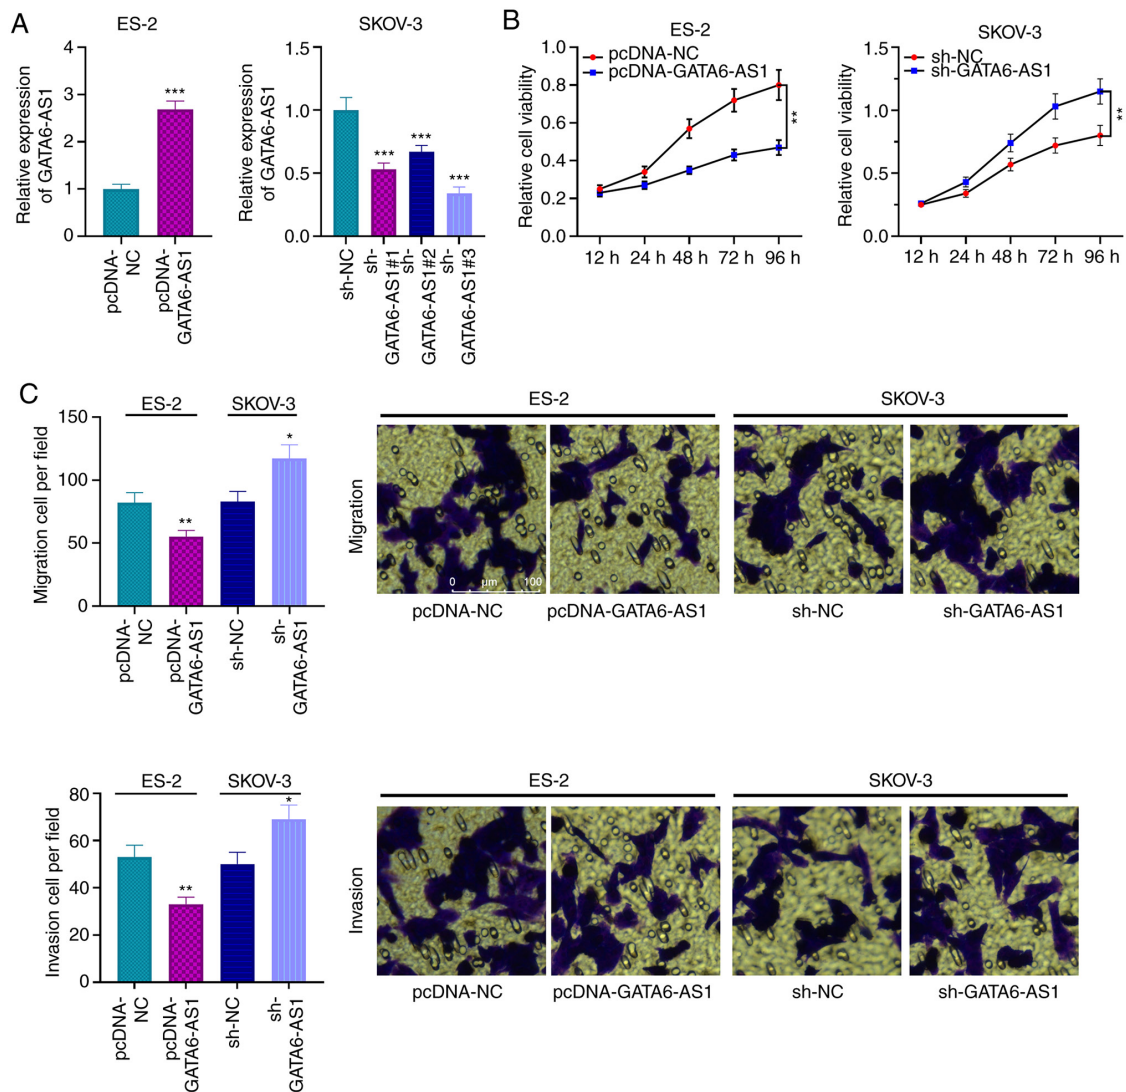 A
ES-2
Relative expression
of GATA6-AS1
4
3
2
1
0
***
pcDNA-
NC
pcDNA-
GATA6-AS1
SKOV-3
Relative expression
of GATA6-AS1
1.5
1.0
0.5
0.0
***
***
***
sh-NC
sh-
GATA6-AS1#1
sh-
GATA6-AS1#2
sh-
GATA6-AS1#3
B
ES-2
Relative cell viability
1.0
0.8
0.6
0.4
0.2
0.0
pcDNA-NC
pcDNA-GATA6-AS1
**
12 h 24 h 48 h 72 h 96 h
SKOV-3
Relative cell viability
1.5
1.0
0.5
0.0
sh-NC
sh-GATA6-AS1
**
12 h 24 h 48 h 72 h 96 h
C
ES-2 SKOV-3
Migration cell per field
150
100
50
0
**
*
pcDNA-
NC
pcDNA-
GATA6-AS1
sh-NC
sh-
GATA6-AS1
ES-2 SKOV-3
Migration
0 µm 100
pcDNA-NC pcDNA-GATA6-AS1 sh-NC sh-GATA6-AS1
ES-2 SKOV-3
Invasion cell per field
80
60
40
20
0
**
*
pcDNA-
NC
pcDNA-
GATA6-AS1
sh-NC
sh-
GATA6-AS1
ES-2 SKOV-3
Invasion
pcDNA-NC pcDNA-GATA6-AS1 sh-NC sh-GATA6-AS1